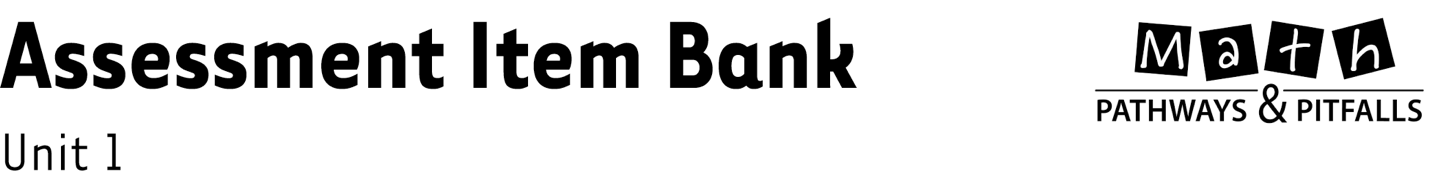 Assessment Item Bank
Unit 1
Math
PATHWAYS & PITFALLS